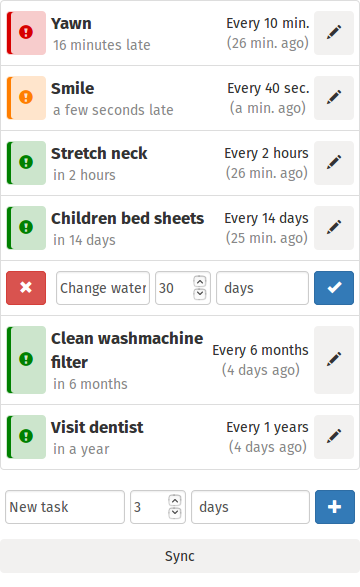 Yawn
Every 10 min.
16 minutes late
(26 min. ago)
Smile
Every 40 sec.
a few seconds late
(a min. ago)
Stretch neck
Every 2 hours
in 2 hours
(26 min. ago)
Children bed sheets
Every 14 days
in 14 days
(25 min. ago)
Change water 30 days
Clean washmachine
filter
Every 6 months
in 6 months
(4 days ago)
Visit dentist
Every 1 years
in a year
(4 days ago)
New task 3 days
Sync